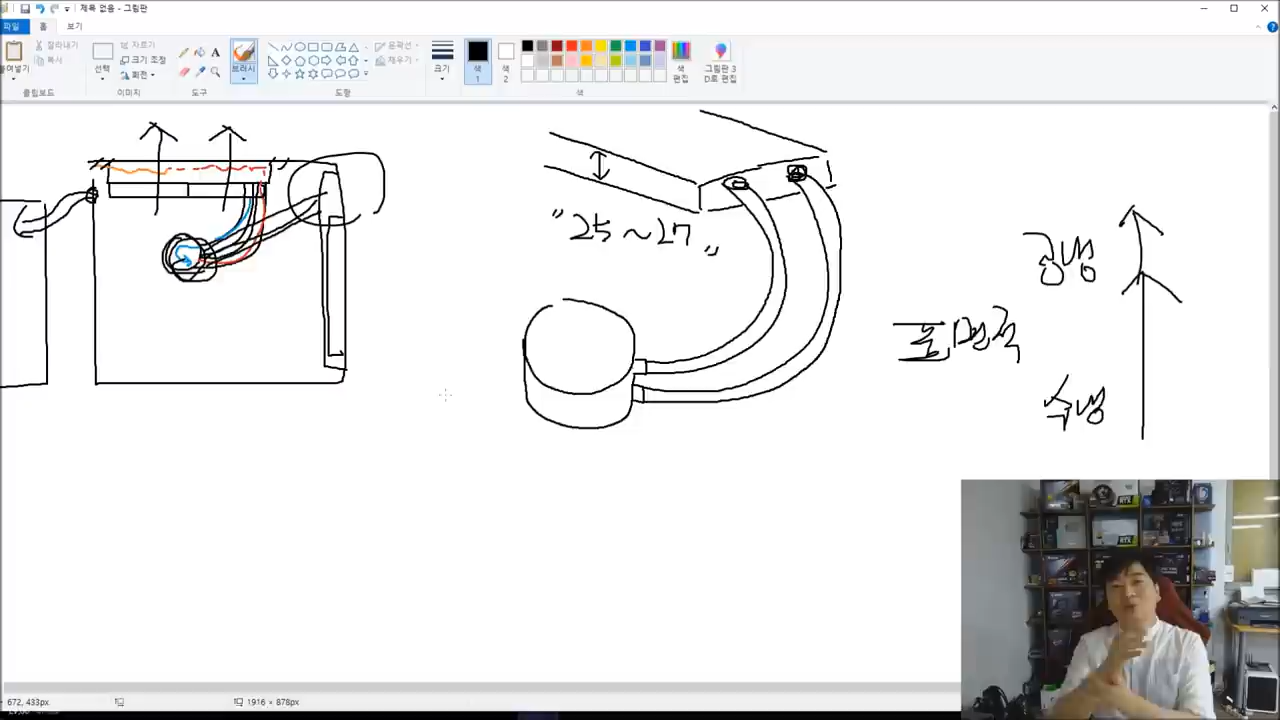 제목 없음 - 그림판
파일
홈
보기
붙여넣기
잘라내기
복사
클립보드
선택
자르기
크기 조정
회전
이미지
A
도구
브러시
윤곽선
채우기
도형
크기
색 1
색 2
색 편집
그림판 3D로 편집
색
"25~27"
공냉
표면적
수냉
672, 433px
1916 × 878px